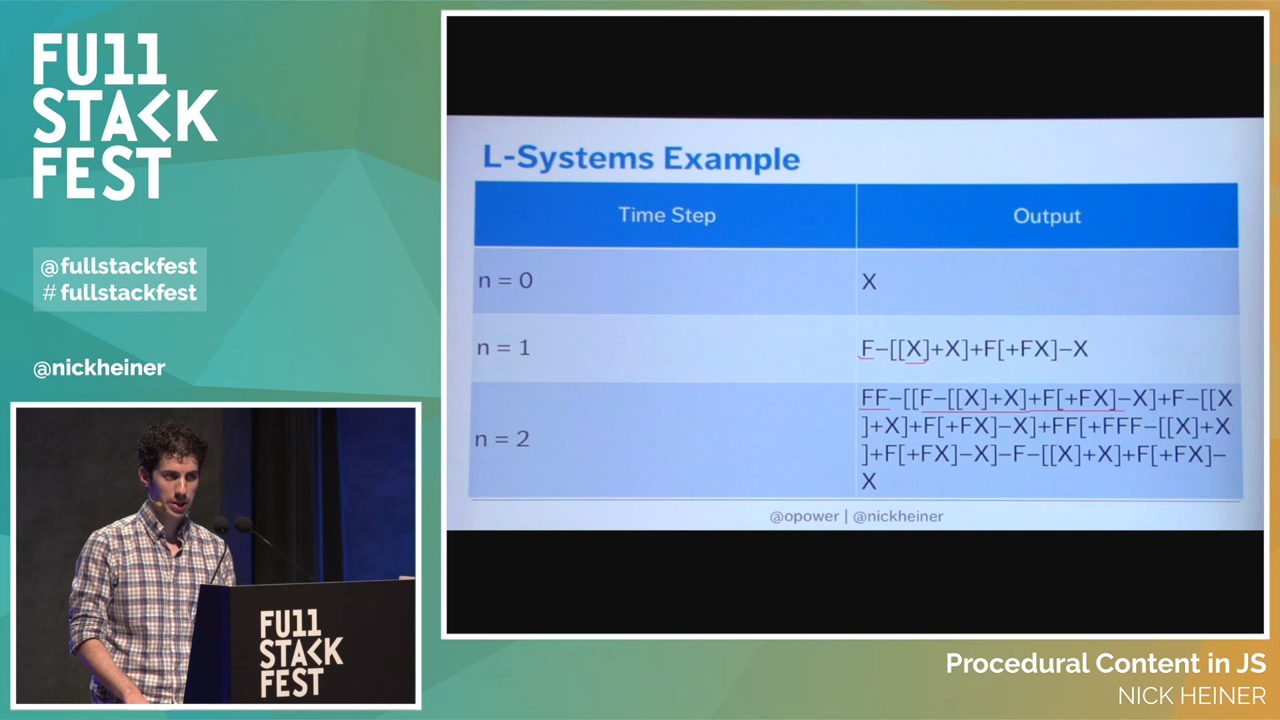 FULL
STACK
FEST
@fullstackfest
# fullstackfest
@nickheiner
FULL
STACK
FEST
L-Systems Example
Time Step Output
n = 0 X
n = 1 F−[[X]+X]+F[+FX]−X
n = 2
FF−[[F−[[X]+X]+F[+FX]−X]+F−[[X
]+X]+F[+FX]−X]+FF[+FFF−[[X]+X
]+F[+FX]−X]−F−[[X]+X]+F[+FX]−
X
@opower | @nickheiner
Procedural Content in JS
NICK HEINER